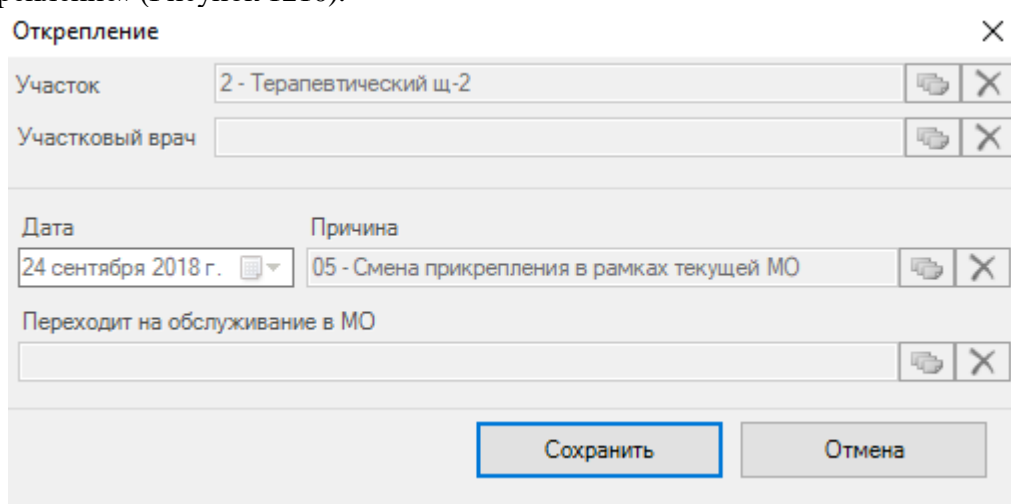 Открепление
Участок 2 - Терапевтический щ-2
Участковый врач
Дата Причина
24 сентября 2018 г. 05 - Смена прикрепления в рамках текущей МО
Переходит на обслуживание в МО
Сохранить Отмена